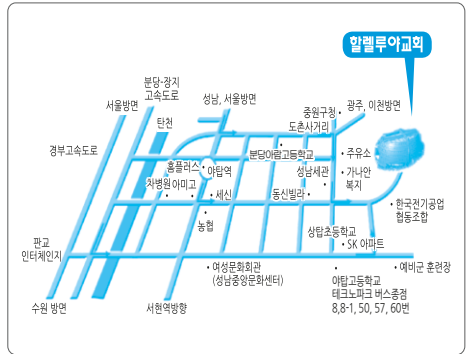 할렐루야교회
분당·장지
고속도로
서울방면
성남, 서울방면
중원구청
광주, 이천방면
탄천
도촌사거리
경부고속도로
분당아람고등학교
주유소
홈플러스
야탑역
성남세관
가나안
복지
차병원
아미고
세신
동신빌라
한국전기공업
협동조합
농협
상탑초등학교
SK 아파트
판교
인터체인지
여성문화회관
(성남중앙문화센타)
예비군 훈련장
야탑고등학교
테크노파크 버스종점
8,8-1, 50, 57, 60번
수원 방면
서현역방향